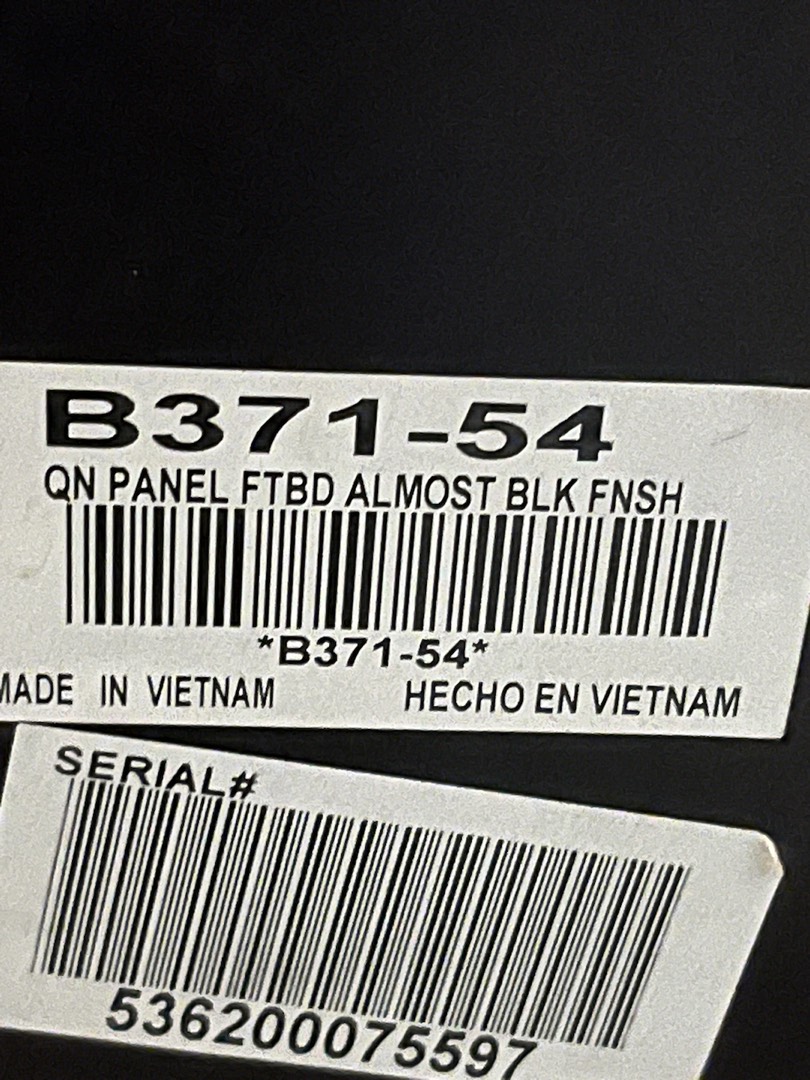 B371-54
QN PANEL FTBD ALMOST BLK FNSH
*B371-54*
MADE IN VIETNAM HECHO EN VIETNAM
SERIAL#
536200075597